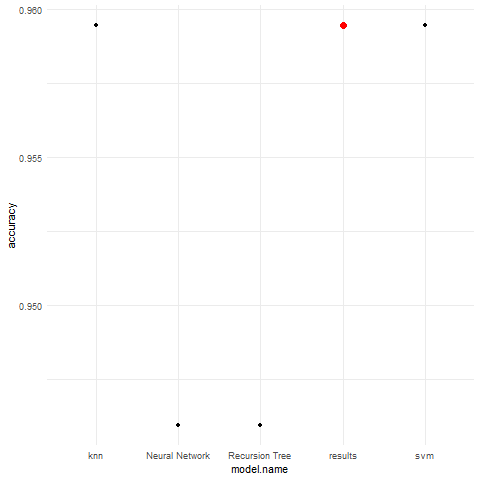 0.960
0.955
0.950
accuracy
knn Neural Network Recursion Tree results svm
model.name